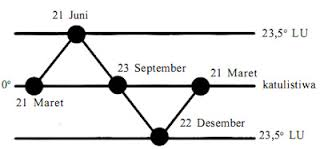 21 Juni
23,5° LU
23 September
21 Maret
0°
katulistiwa
21 Maret
22 Desember
23,5° LU